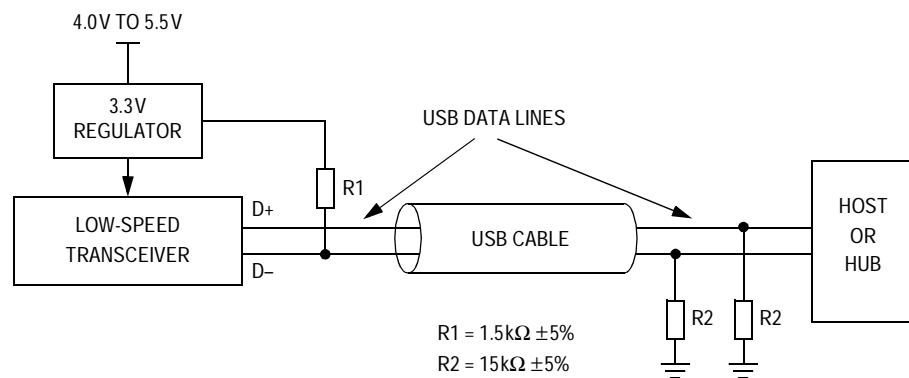 4.0V TO 5.5V
3.3V
REGULATOR
USB DATA LINES
R1
D+
LOW-SPEED
TRANSCEIVER
D–
USB CABLE
HOST
OR
HUB
R2
R2
R1 = 1.5kΩ ±5%
R2 = 15kΩ ±5%